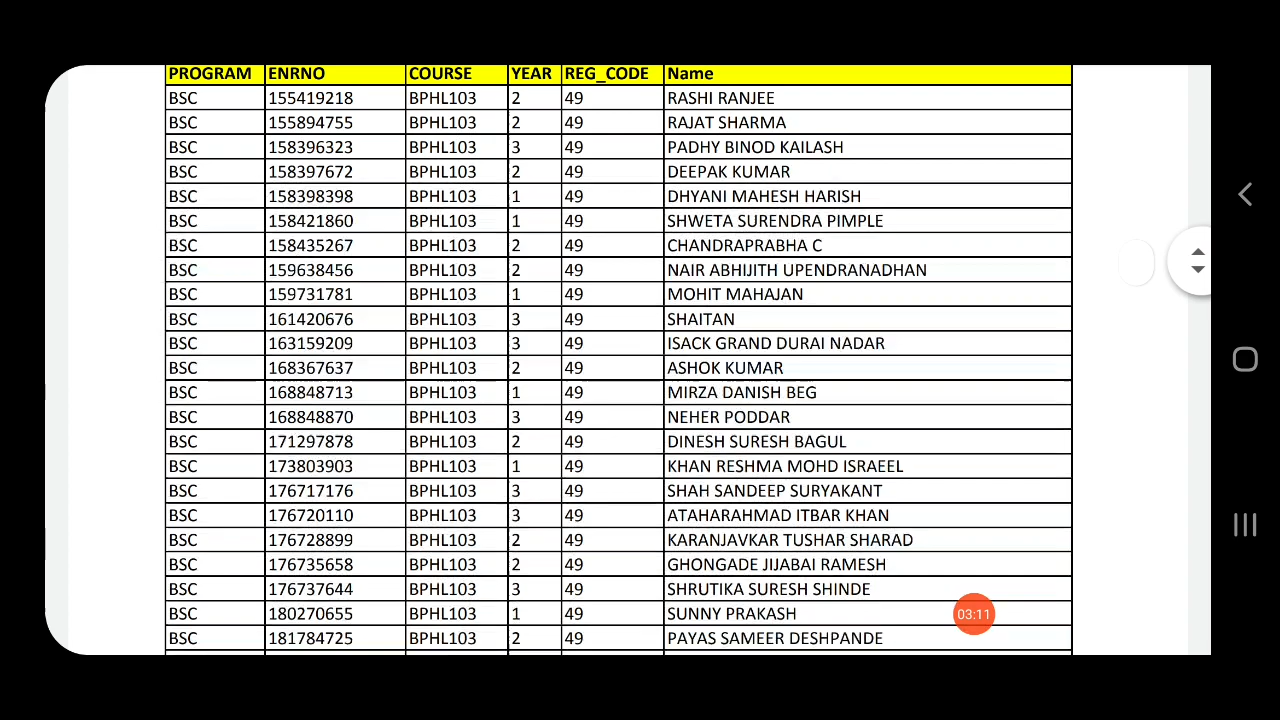 PROGRAM ENRNO COURSE YEAR REG_CODE Name
BSC 155419218 BPHL103 2 49 RASHI RANJEE
BSC 155894755 BPHL103 2 49 RAJAT SHARMA
BSC 158396323 BPHL103 3 49 PADHY BINOD KAILASH
BSC 158397672 BPHL103 2 49 DEEPAK KUMAR
BSC 158398398 BPHL103 1 49 DHYANI MAHESH HARISH
BSC 158421860 BPHL103 1 49 SHWETA SURENDRA PIMPLE
BSC 158435267 BPHL103 2 49 CHANDRAPRABHA C
BSC 159638456 BPHL103 2 49 NAIR ABHIJITH UPENDRANADHAN
BSC 159731781 BPHL103 1 49 MOHIT MAHAJAN
BSC 161420676 BPHL103 3 49 SHAITAN
BSC 163159209 BPHL103 3 49 ISACK GRAND DURAI NADAR
BSC 168367637 BPHL103 2 49 ASHOK KUMAR
BSC 168848713 BPHL103 1 49 MIRZA DANISH BEG
BSC 168848870 BPHL103 3 49 NEHER PODDAR
BSC 171297878 BPHL103 2 49 DINESH SURESH BAGUL
BSC 173803903 BPHL103 1 49 KHAN RESHMA MOHD ISRAEEL
BSC 176717176 BPHL103 3 49 SHAH SANDEEP SURYAKANT
BSC 176720110 BPHL103 3 49 ATAHARAHMAD ITBAR KHAN
BSC 176728899 BPHL103 2 49 KARANJAVKAR TUSHAR SHARAD
BSC 176735658 BPHL103 2 49 GHONGADE JIJABAI RAMESH
BSC 176737644 BPHL103 3 49 SHRUTIKA SURESH SHINDE
BSC 180270655 BPHL103 1 49 SUNNY PRAKASH
03:11
BSC 181784725 BPHL103 2 49 PAYAS SAMEER DESHPANDE